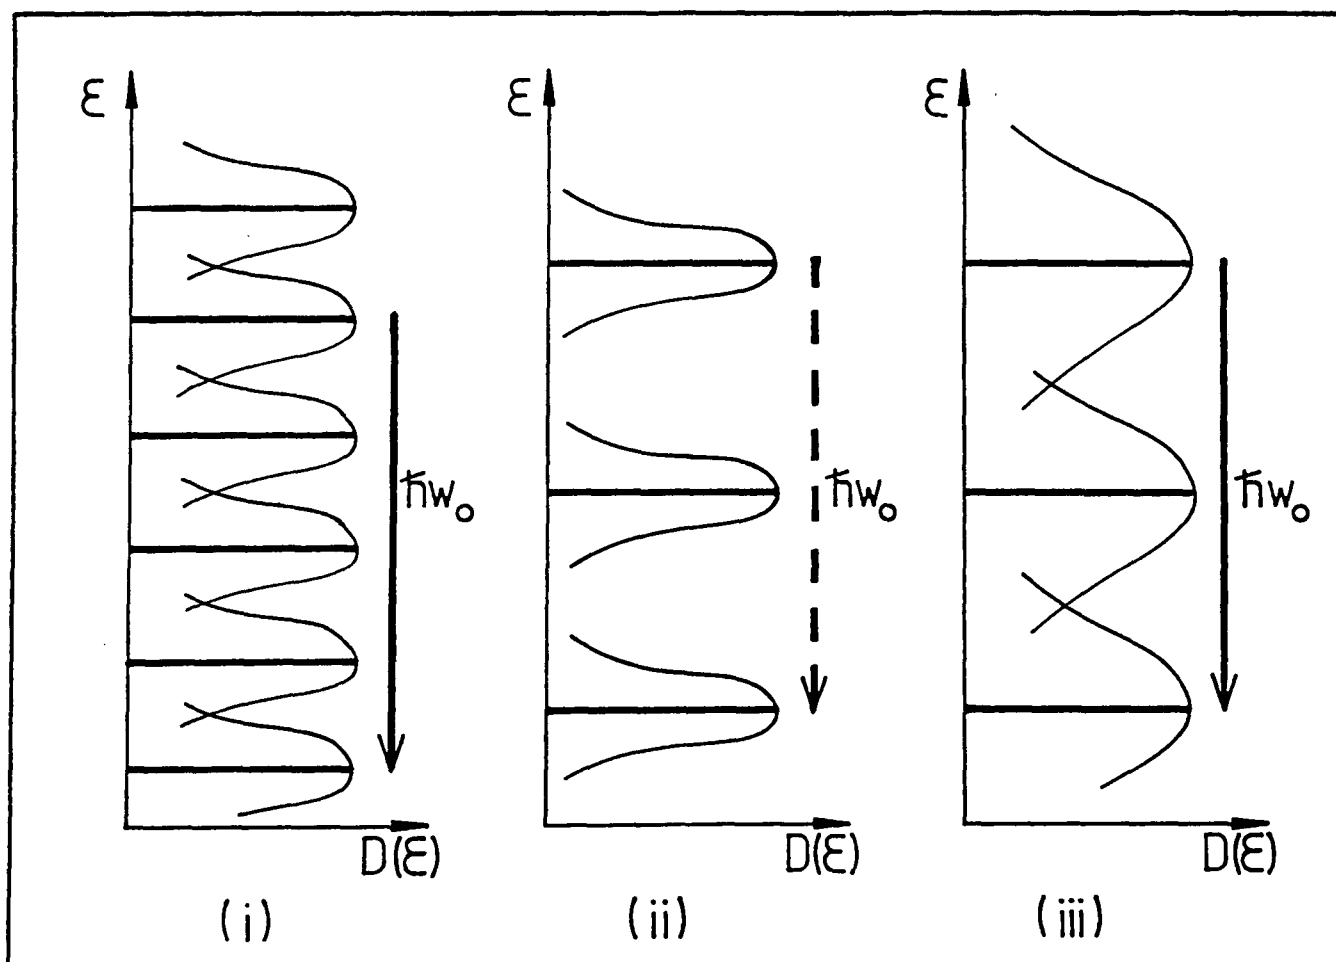 ε ε ε
ħw₀ ħw₀ ħw₀
D(ε) D(ε) D(ε)
(i) (ii) (iii)